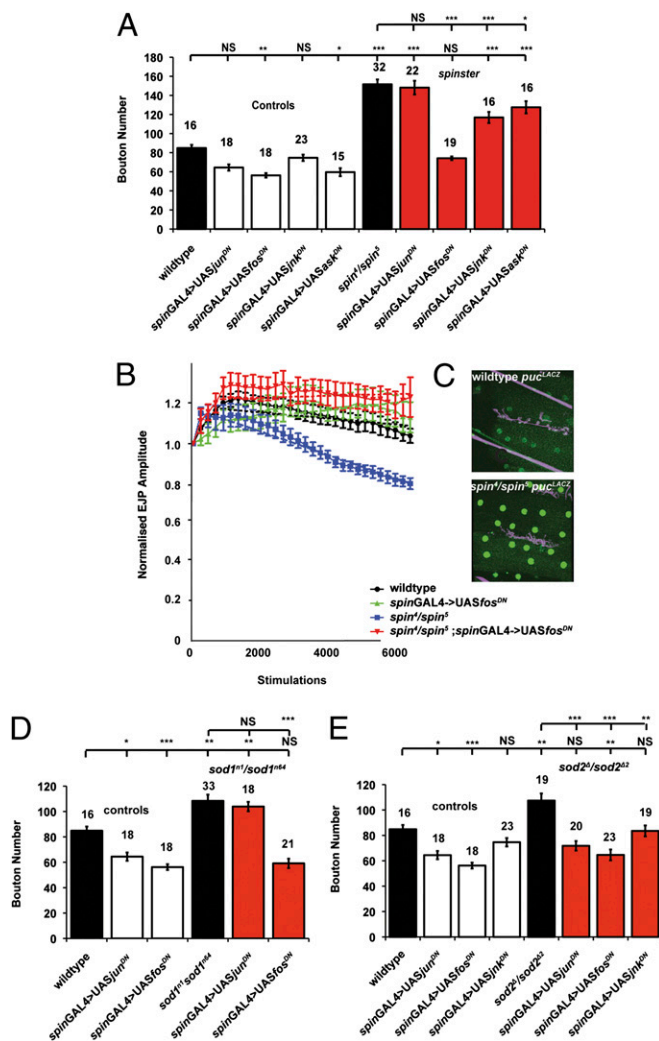 A
NS *** *** *
NS ** NS * *** *** NS *** ***
spinster
Controls
Bouton Number
180
160
140
120
100
80
60
40
20
0
16 18 18 23 15 32 22 19 16 16
wildtype
spinGAL4>UASjunDN
spinGAL4>UASfosDN
spinGAL4>UASjnkDN
spinGAL4>UASaskDN
spin4/spin5
spinGAL4>UASjunDN
spinGAL4>UASfosDN
spinGAL4>UASjnkDN
spinGAL4>UASaskDN
B
Normalised EJP Amplitude
1.2
1.0
0.8
0.6
0.4
1.2
0
0 2000 4000 6000
Stimulations
wildtype
spinGAL4->UASfosDN
spin4/spin5
spin4/spin5 ;spinGAL4->UASfosDN
C
wildtype pucLACZ
spin4/spin5 pucLACZ
D
NS ***
* *** ** ** NS
sod1n1/sod1n64
controls
Bouton Number
120
100
80
60
40
20
0
16 18 18 33 18 21
wildtype
spinGAL4>UASjunDN
spinGAL4>UASfosDN
sod1n1 sod1n64
spinGAL4>UASjunDN
spinGAL4>UASfosDN
E
*** *** **
* *** NS ** NS NS NS
sod2Δ/sod2Δ2
controls
Bouton Number
120
100
80
60
40
20
0
16 18 18 23 19 20 23 19
wildtype
spinGAL4>UASjunDN
spinGAL4>UASfosDN
spinGAL4>UASjnkDN
sod2Δ/sod2Δ2
spinGAL4>UASjunDN
spinGAL4>UASfosDN
spinGAL4>UASjnkDN